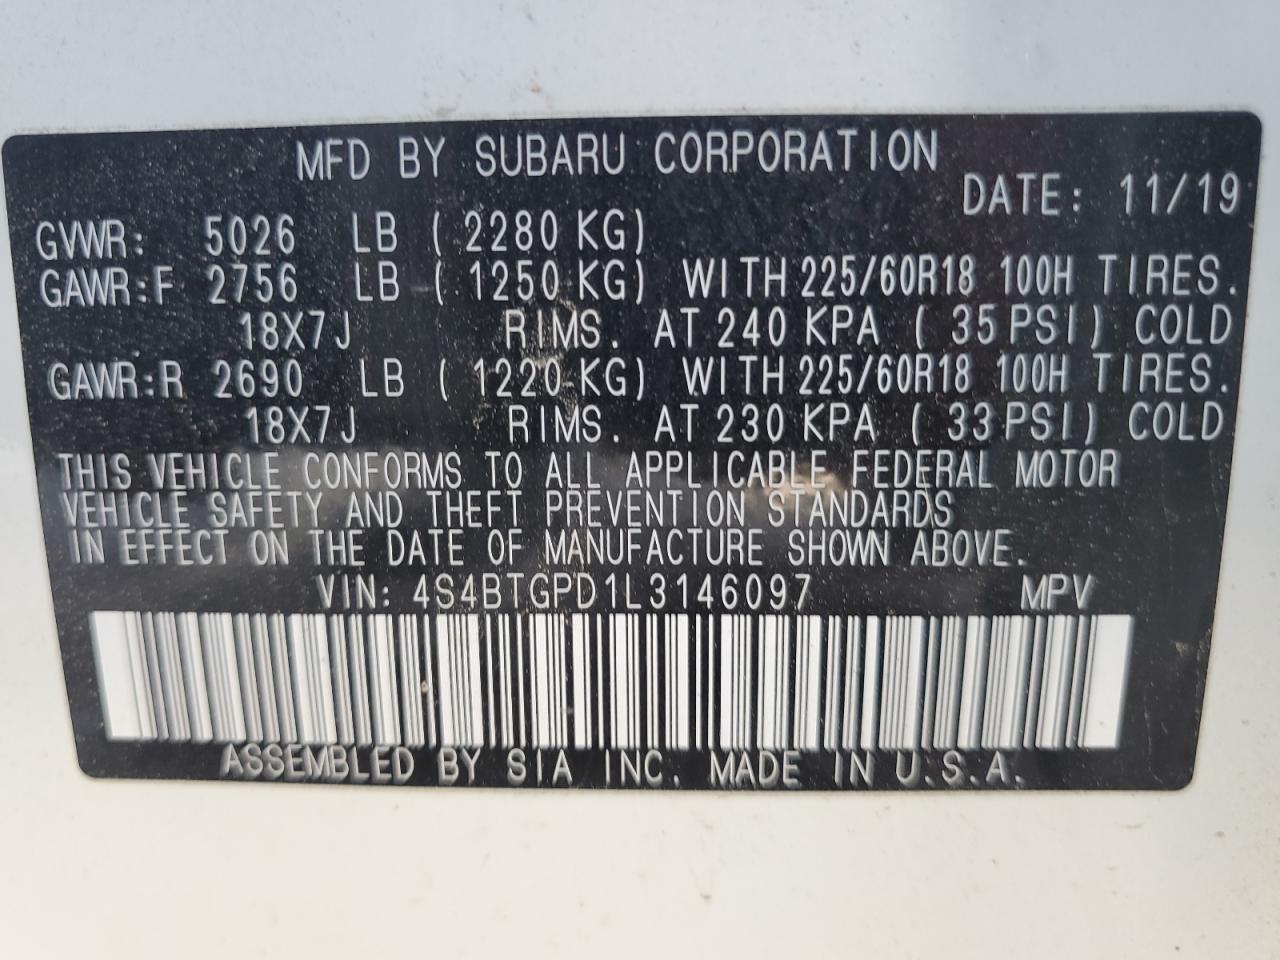 MFD BY SUBARU CORPORATION
DATE: 11/19
GVWR: 5026 LB ( 2280 KG)
GAWR:F 2756 LB ( 1250 KG) WITH 225/60R18 100H TIRES.
18X7J RIMS. AT 240 KPA ( 35 PSI) COLD
GAWR:R 2690 LB ( 1220 KG) WITH 225/60R18 100H TIRES.
18X7J RIMS. AT 230 KPA ( 33 PSI) COLD
THIS VEHICLE CONFORMS TO ALL APPLICABLE FEDERAL MOTOR
VEHICLE SAFETY AND THEFT PREVENTION STANDARDS
IN EFFECT ON THE DATE OF MANUFACTURE SHOWN ABOVE.
VIN: 4S4BTGPD1L3146097 MPV
ASSEMBLED BY SIA INC. MADE IN U.S.A.